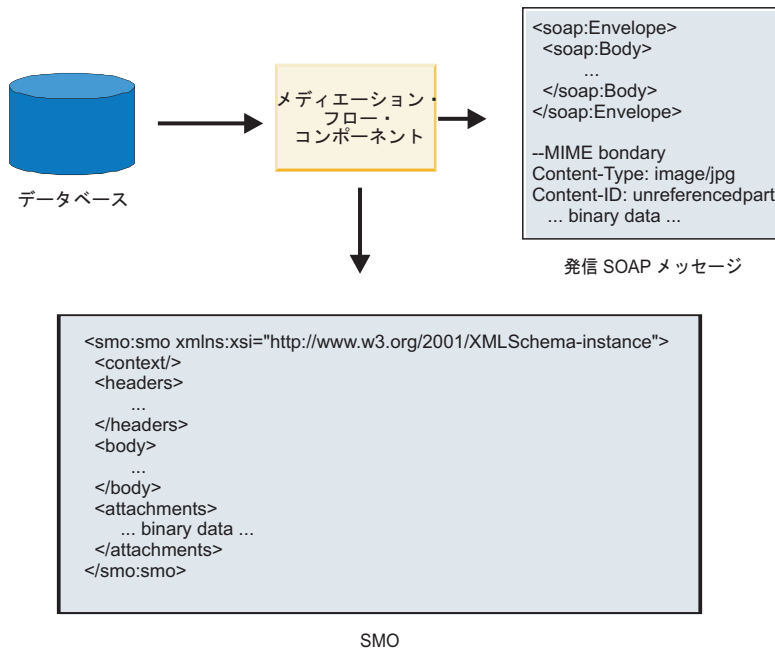 データベース
メディエーション・
フロー・
コンポーネント
<soap:Envelope>
<soap:Body>
...
</soap:Body>
</soap:Envelope>
--MIME bondary
Content-Type: image/jpg
Content-ID: unreferencedpart
... binary data ...
発信 SOAP メッセージ
<smo:smo xmlns:xsi="http://www.w3.org/2001/XMLSchema-instance">
<context/>
<headers>
...
</headers>
<body>
...
</body>
<attachments>
... binary data ...
</attachments>
</smo:smo>
SMO